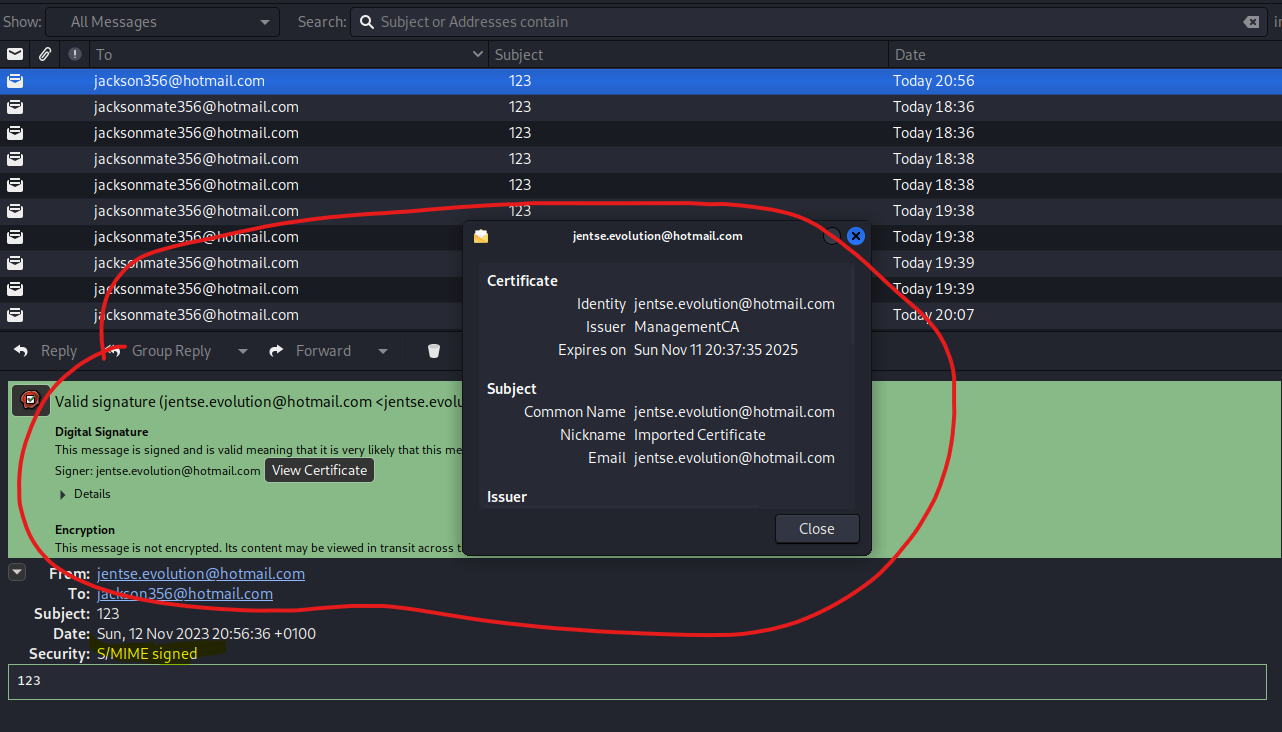 Show: All Messages Search: Subject or Addresses contain
To Subject Date
jackson356@hotmail.com 123 Today 20:56
jacksonmate356@hotmail.com 123 Today 18:36
jacksonmate356@hotmail.com 123 Today 18:36
jacksonmate356@hotmail.com 123 Today 18:38
jacksonmate356@hotmail.com 123 Today 18:38
jacksonmate356@hotmail.com 123 Today 19:38
jacksonmate356@hotmail.com Today 19:38
jacksonmate356@hotmail.com Today 19:39
jacksonmate356@hotmail.com Today 19:39
jacksonmate356@hotmail.com Today 20:07
Reply Group Reply Forward
Valid signature (jentse.evolution@hotmail.com <jentse.evolu
Digital Signature
This message is signed and is valid meaning that it is very likely that this me
Signer: jentse.evolution@hotmail.com View Certificate
Details
Encryption
This message is not encrypted. Its content may be viewed in transit across t
jentse.evolution@hotmail.com
Certificate
Identity jentse.evolution@hotmail.com
Issuer ManagementCA
Expires on Sun Nov 11 20:37:35 2025
Subject
Common Name jentse.evolution@hotmail.com
Nickname Imported Certificate
Email jentse.evolution@hotmail.com
Issuer
Close
From: jentse.evolution@hotmail.com
To: jackson356@hotmail.com
Subject: 123
Date: Sun, 12 Nov 2023 20:56:36 +0100
Security: S/MIME signed
123